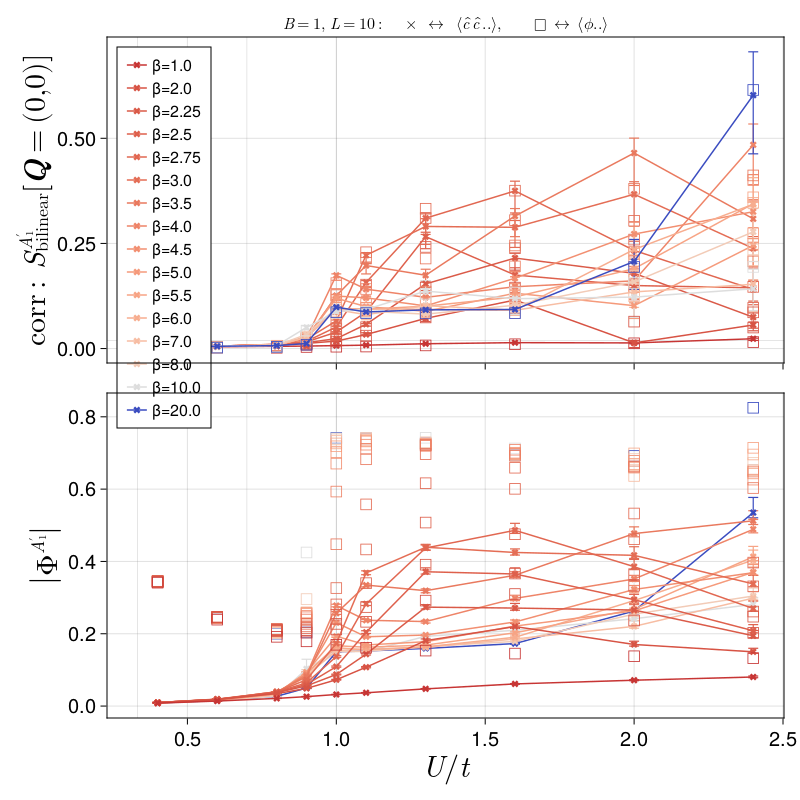 B = 1, L = 10 : × ↔ ⟨ĉ ĉ ..⟩, □ ↔ ⟨ϕ..⟩
corr: S^{A_1'}_{bilinear}[Q = (0,0)]
0.50
0.25
0.00
β=1.0
β=2.0
β=2.25
β=2.5
β=2.75
β=3.0
β=3.5
β=4.0
β=4.5
β=5.0
β=5.5
β=6.0
β=7.0
β=8.0
β=10.0
β=20.0
|Φ^{A_1'}|
0.8
0.6
0.4
0.2
0.0
0.5 1.0 1.5 2.0 2.5
U/t